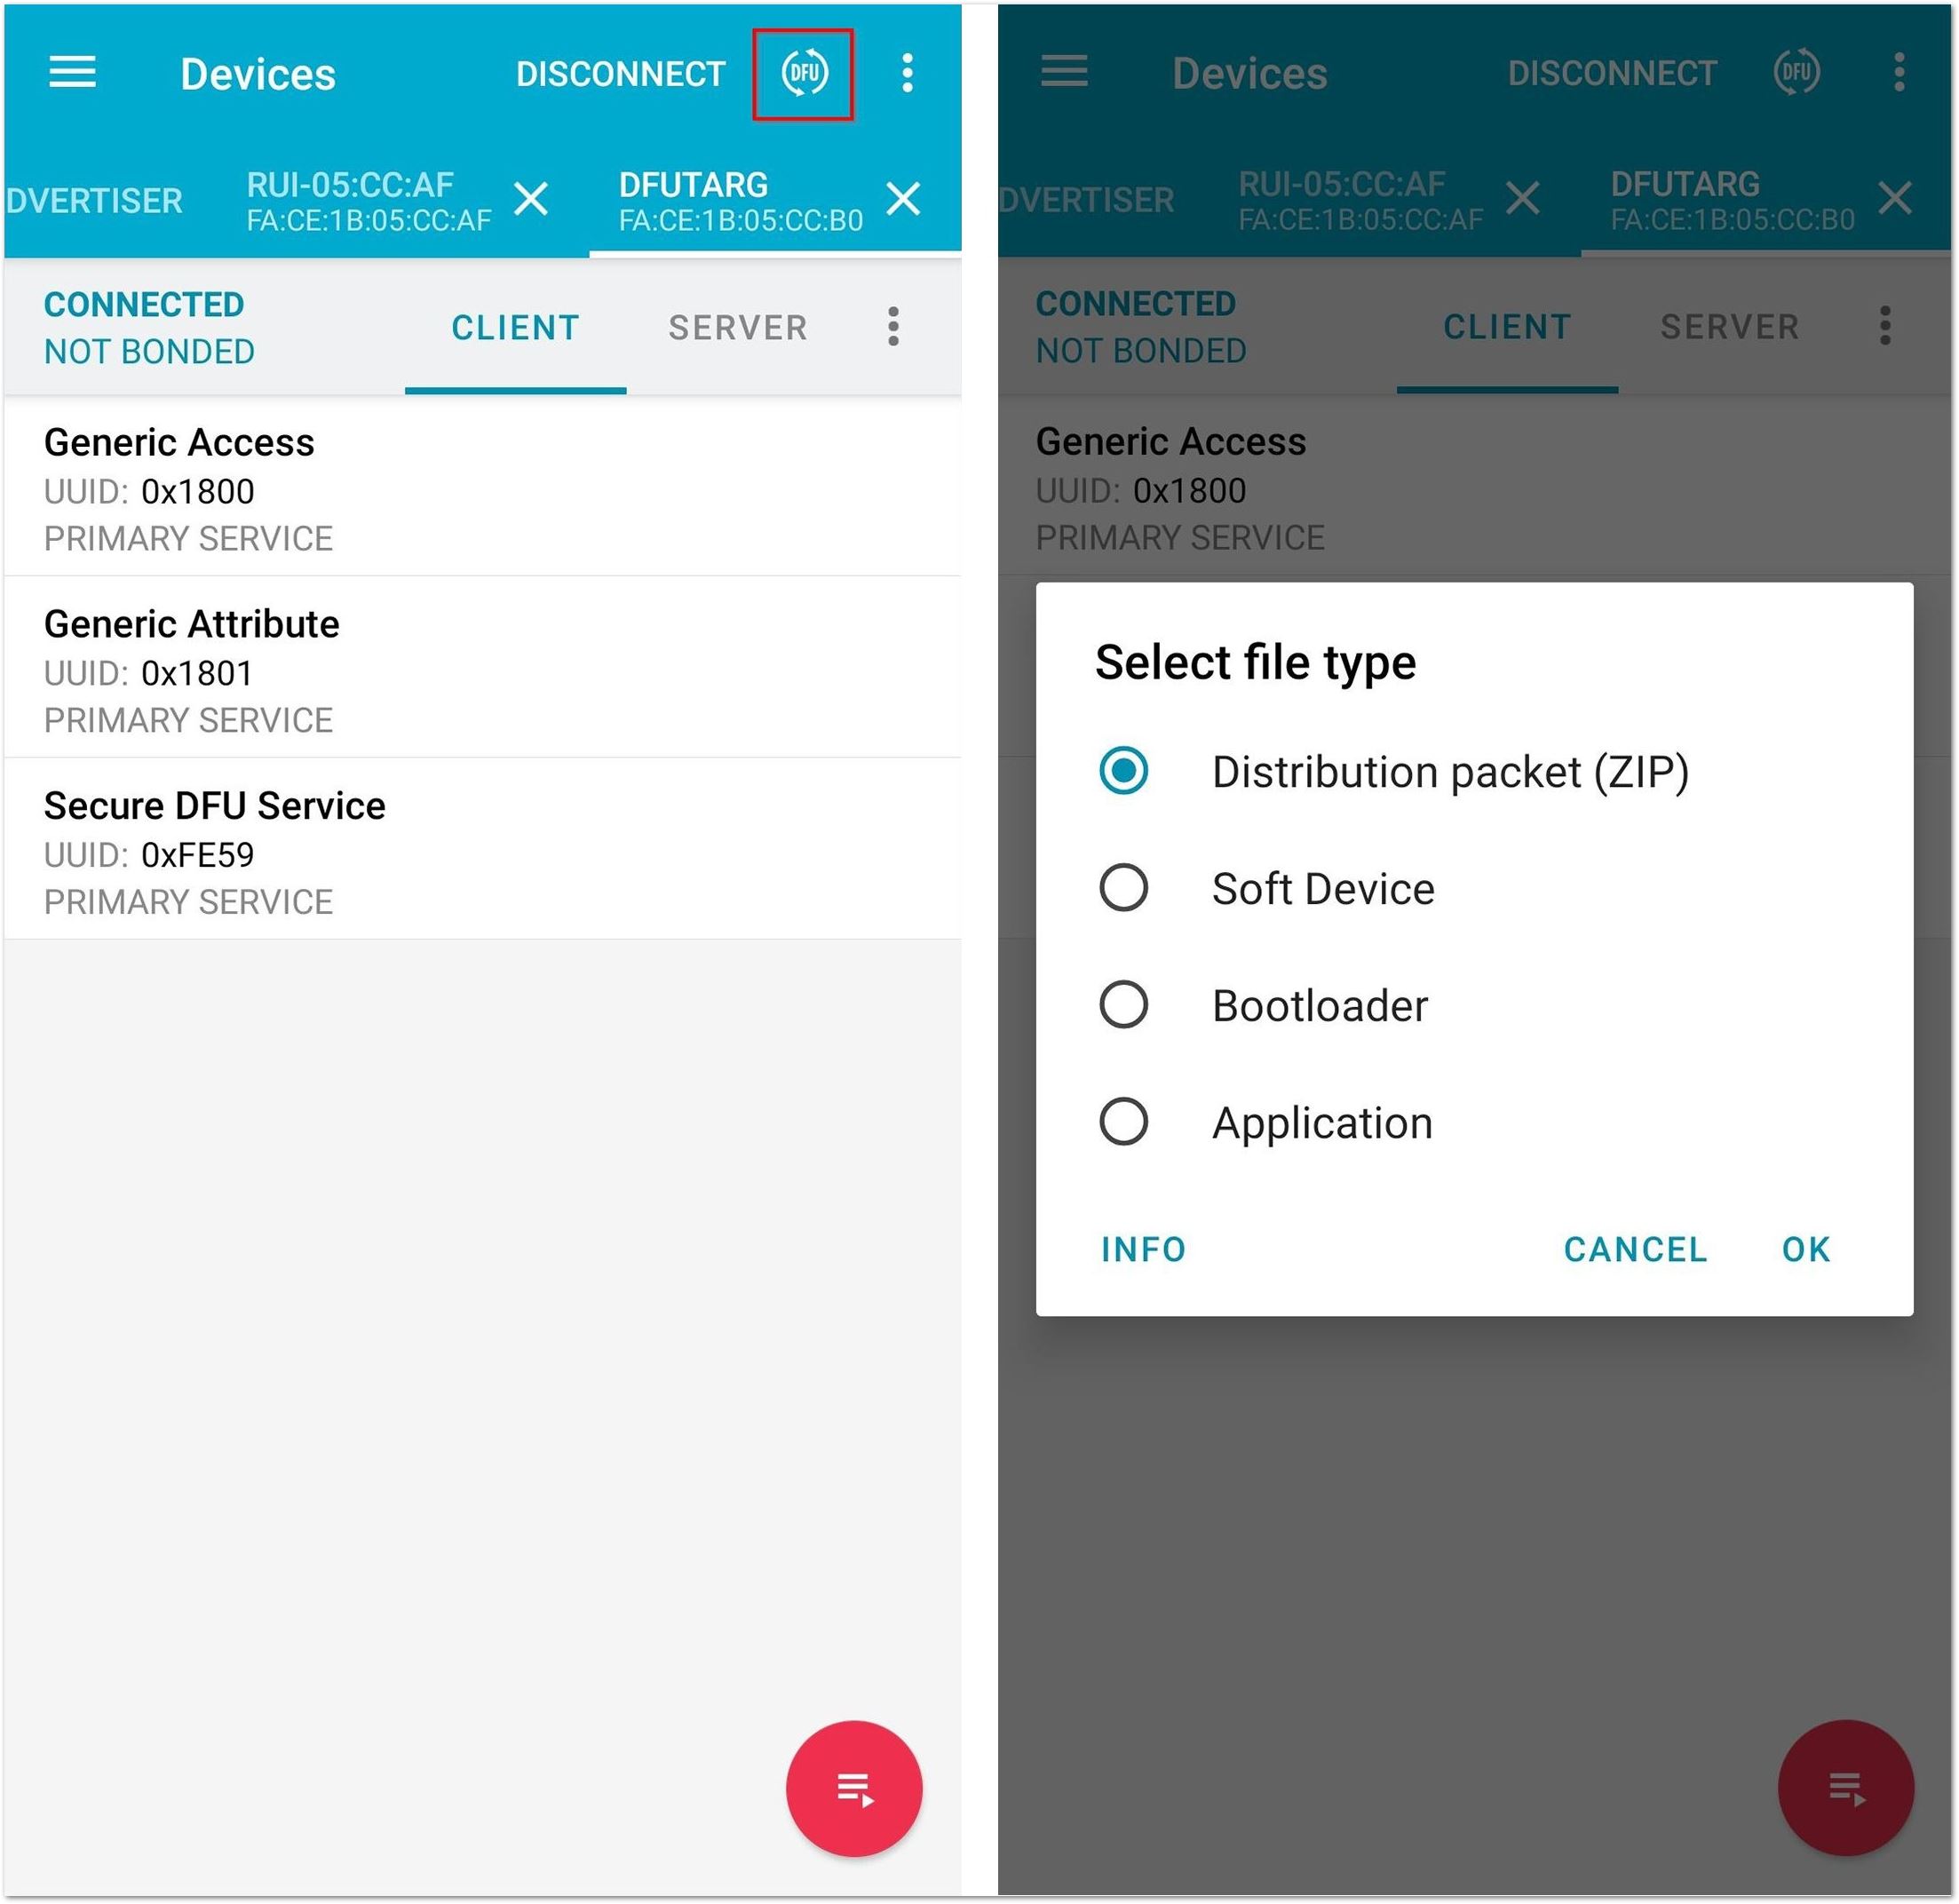 Devices
DISCONNECT
DFU
DVERTISER
RUI-05:CC:AF
FA:CE:1B:05:CC:AF
DFUTARG
FA:CE:1B:05:CC:B0
CONNECTED
NOT BONDED
CLIENT
SERVER
Generic Access
UUID: 0x1800
PRIMARY SERVICE
Generic Attribute
UUID: 0x1801
PRIMARY SERVICE
Secure DFU Service
UUID: 0xFE59
PRIMARY SERVICE
Devices
DISCONNECT
DFU
DVERTISER
RUI-05:CC:AF
FA:CE:1B:05:CC:AF
DFUTARG
FA:CE:1B:05:CC:B0
CONNECTED
NOT BONDED
CLIENT
SERVER
Generic Access
UUID: 0x1800
PRIMARY SERVICE
Select file type
Distribution packet (ZIP)
Soft Device
Bootloader
Application
INFO
CANCEL
OK